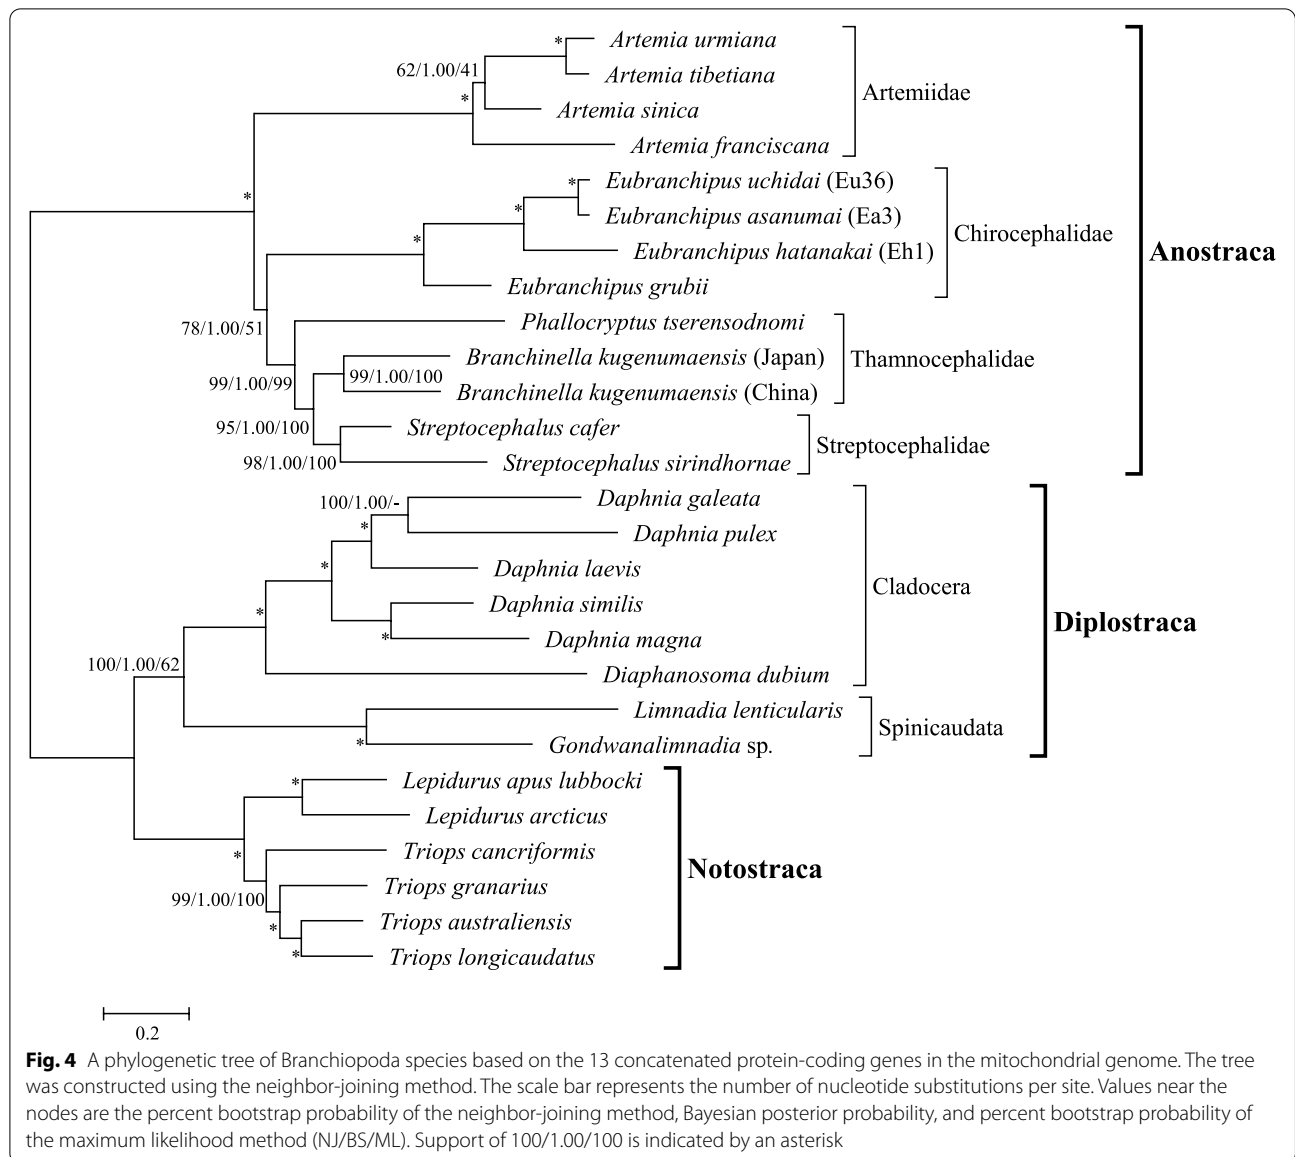 *
Artemia urmiana
62/1.00/41
Artemia tibetiana
*
Artemiidae
Artemia sinica
Artemia franciscana
*
Eubranchipus uchidai (Eu36)
*
*
Eubranchipus asanumai (Ea3)
*
Chirocephalidae
Eubranchipus hatanakai (Eh1)
Anostraca
Eubranchipus grubii
78/1.00/51
Phallocryptus tserensodnomi
Branchinella kugenumaensis (Japan)
Thamnocephalidae
99/1.00/99
99/1.00/100
Branchinella kugenumaensis (China)
95/1.00/100
Streptocephalus cafer
Streptocephalidae
98/1.00/100
Streptocephalus sirindhornae
100/1.00/-
Daphnia galeata
*
Daphnia pulex
*
Daphnia laevis
Cladocera
*
Daphnia similis
Diplostraca
*
Daphnia magna
100/1.00/62
Diaphanosoma dubium
Limnadia lenticularis
Spinicaudata
*
Gondwanalimnadia sp.
*
Lepidurus apus lubbocki
Lepidurus arcticus
*
Triops cancriformis
Notostraca
99/1.00/100
Triops granarius
*
Triops australiensis
*
Triops longicaudatus
0.2
Fig. 4 A phylogenetic tree of Branchiopoda species based on the 13 concatenated protein-coding genes in the mitochondrial genome. The tree
was constructed using the neighbor-joining method. The scale bar represents the number of nucleotide substitutions per site. Values near the
nodes are the percent bootstrap probability of the neighbor-joining method, Bayesian posterior probability, and percent bootstrap probability of
the maximum likelihood method (NJ/BS/ML). Support of 100/1.00/100 is indicated by an asterisk